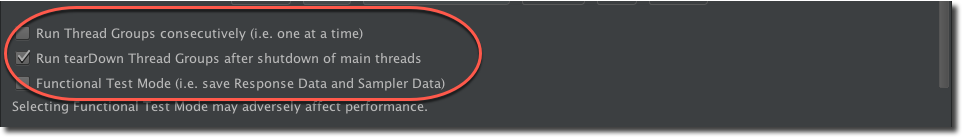 Run Thread Groups consecutively (i.e. one at a time)
Run tearDown Thread Groups after shutdown of main threads
Functional Test Mode (i.e. save Response Data and Sampler Data)
Selecting Functional Test Mode may adversely affect performance.